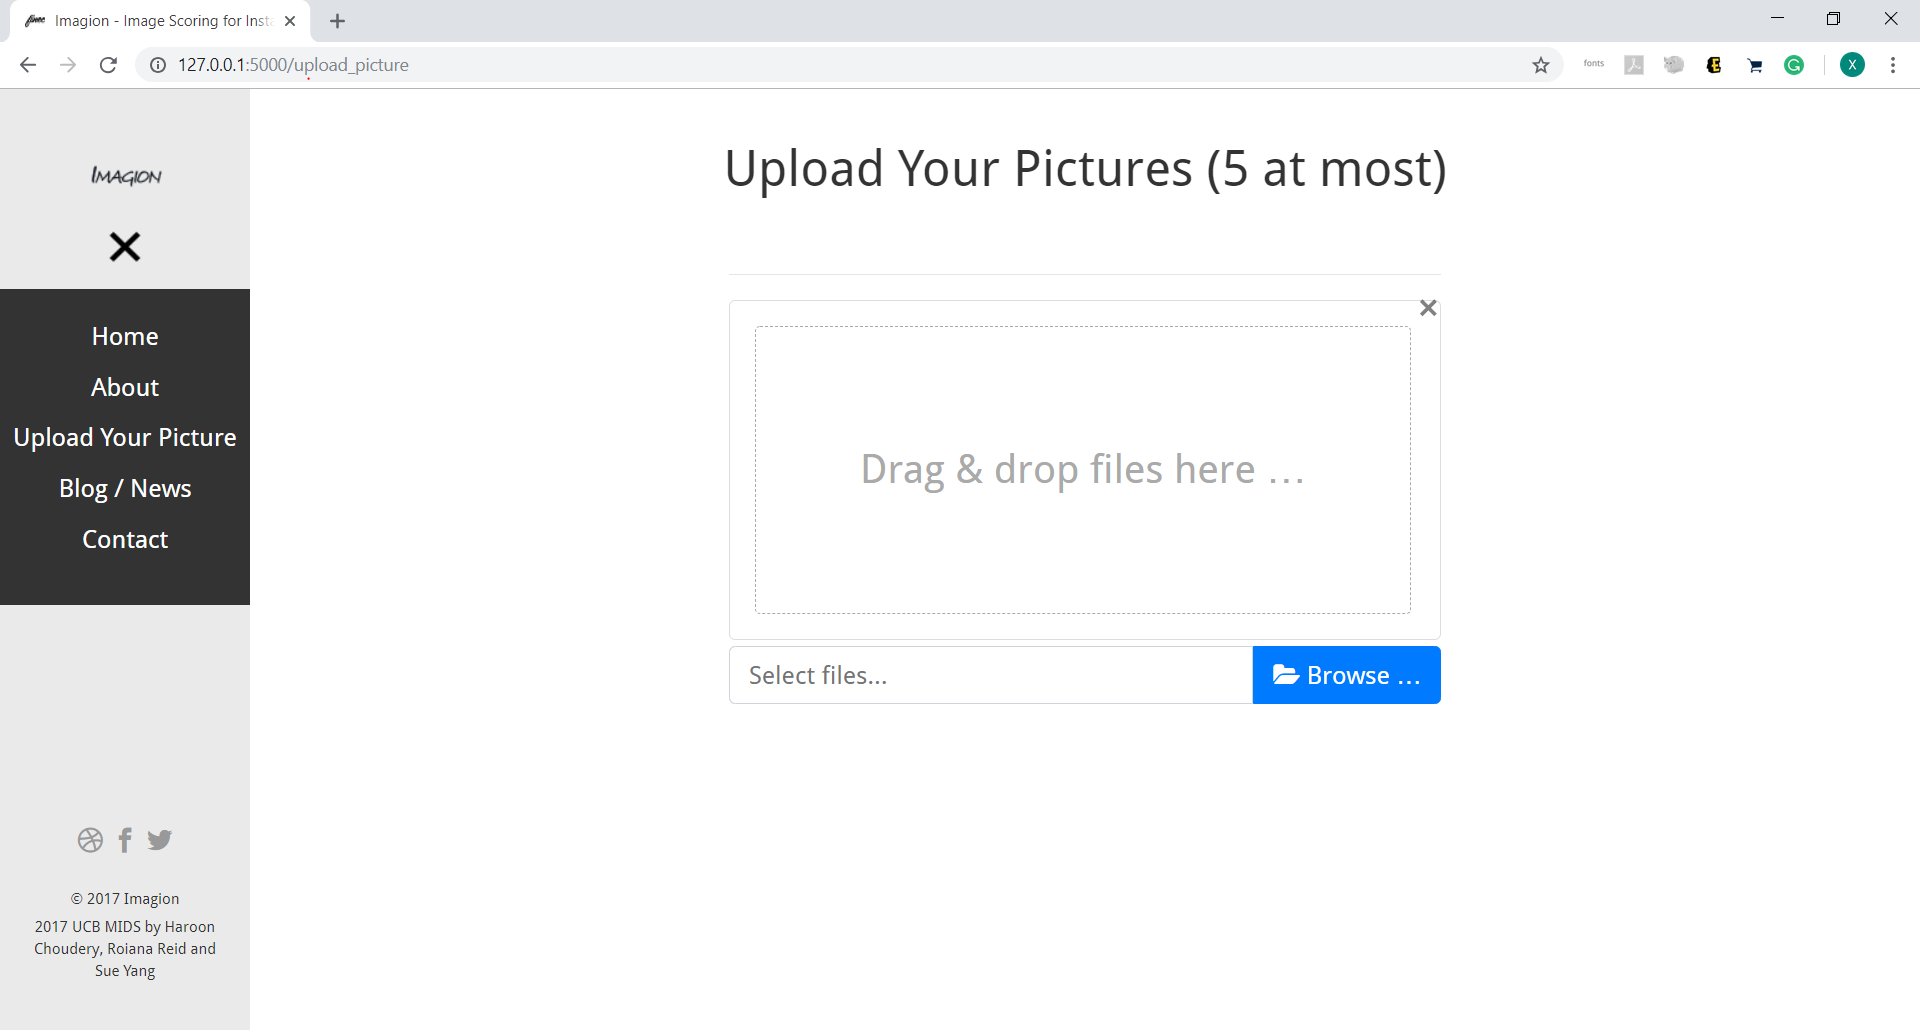 Imagion - Image Scoring for Inst
127.0.0.1:5000/upload_picture
fonts
X
IMAGION
Home
About
Upload Your Picture
Blog / News
Contact
© 2017 Imagion
2017 UCB MIDS by Haroon
Choudery, Roiana Reid and
Sue Yang
Upload Your Pictures (5 at most)
Drag & drop files here …
Select files...
Browse …